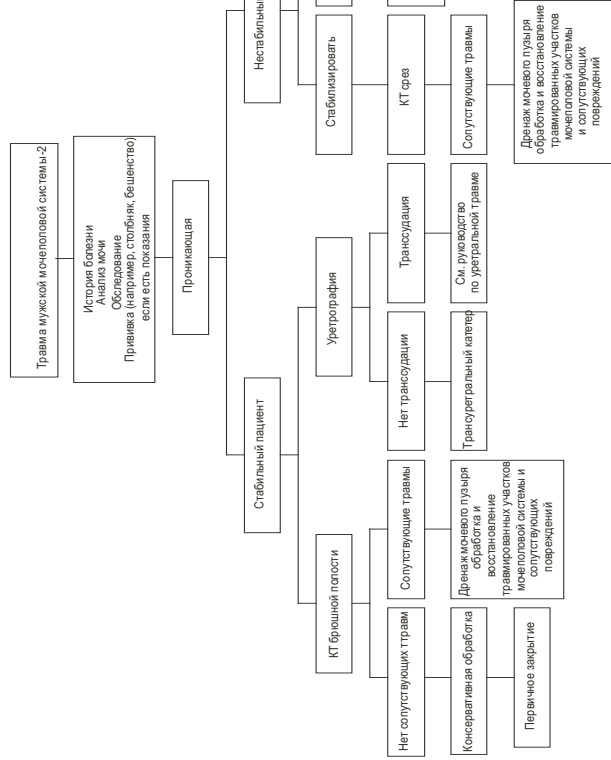 Травма мужской мочеполовой системы-2
История болезни
Анализ мочи
Обследование
Прививка (например, столбняк, бешенство)
если есть показания
Проникающая
Стабильный пациент
КТ брюшной полости
Нет сопутствующих ттравм
Консервативная обработка
Первичное закрытие
Сопутствующие травмы
Дренаж мочевого пузыря
обработка и
восстановление
травмированных участков
мочеполовой системы и
сопутствующих
повреждений
Уретрография
Нет транссудации
Трансуретральный катетер
Транссудация
См. руководство
по уретральной травме
Нестабильны
Стабилизировать
КТ срез
Сопутствующие травмы
Дренаж мочевого пузыря
обработка и восстановление
травмированных участков
мочеполовой системы
и сопутствующих
повреждений